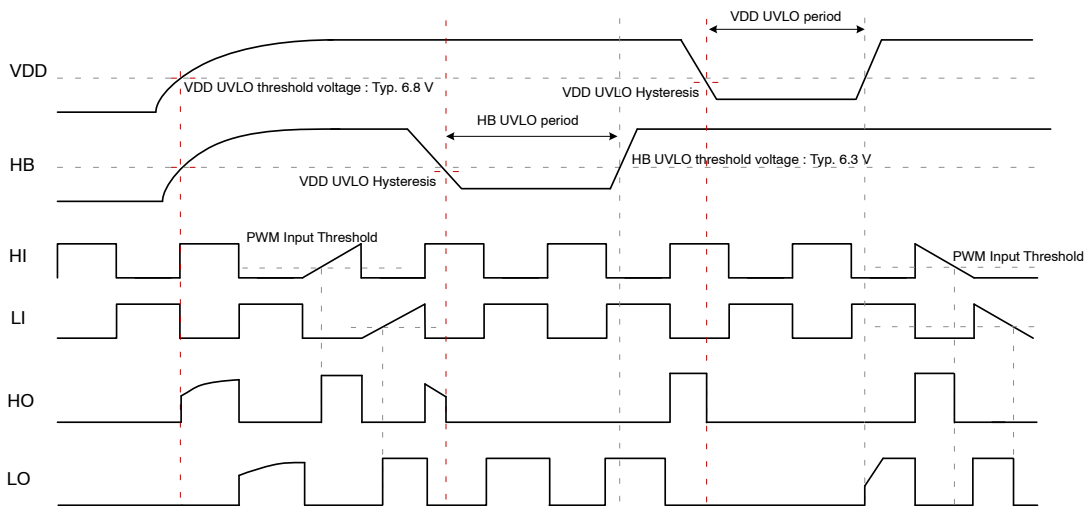 VDD UVLO period
VDD
VDD UVLO threshold voltage : Typ. 6.8 V
VDD UVLO Hysteresis
HB UVLO period
HB
HB UVLO threshold voltage : Typ. 6.3 V
VDD UVLO Hysteresis
PWM Input Threshold
HI
PWM Input Threshold
LI
HO
LO